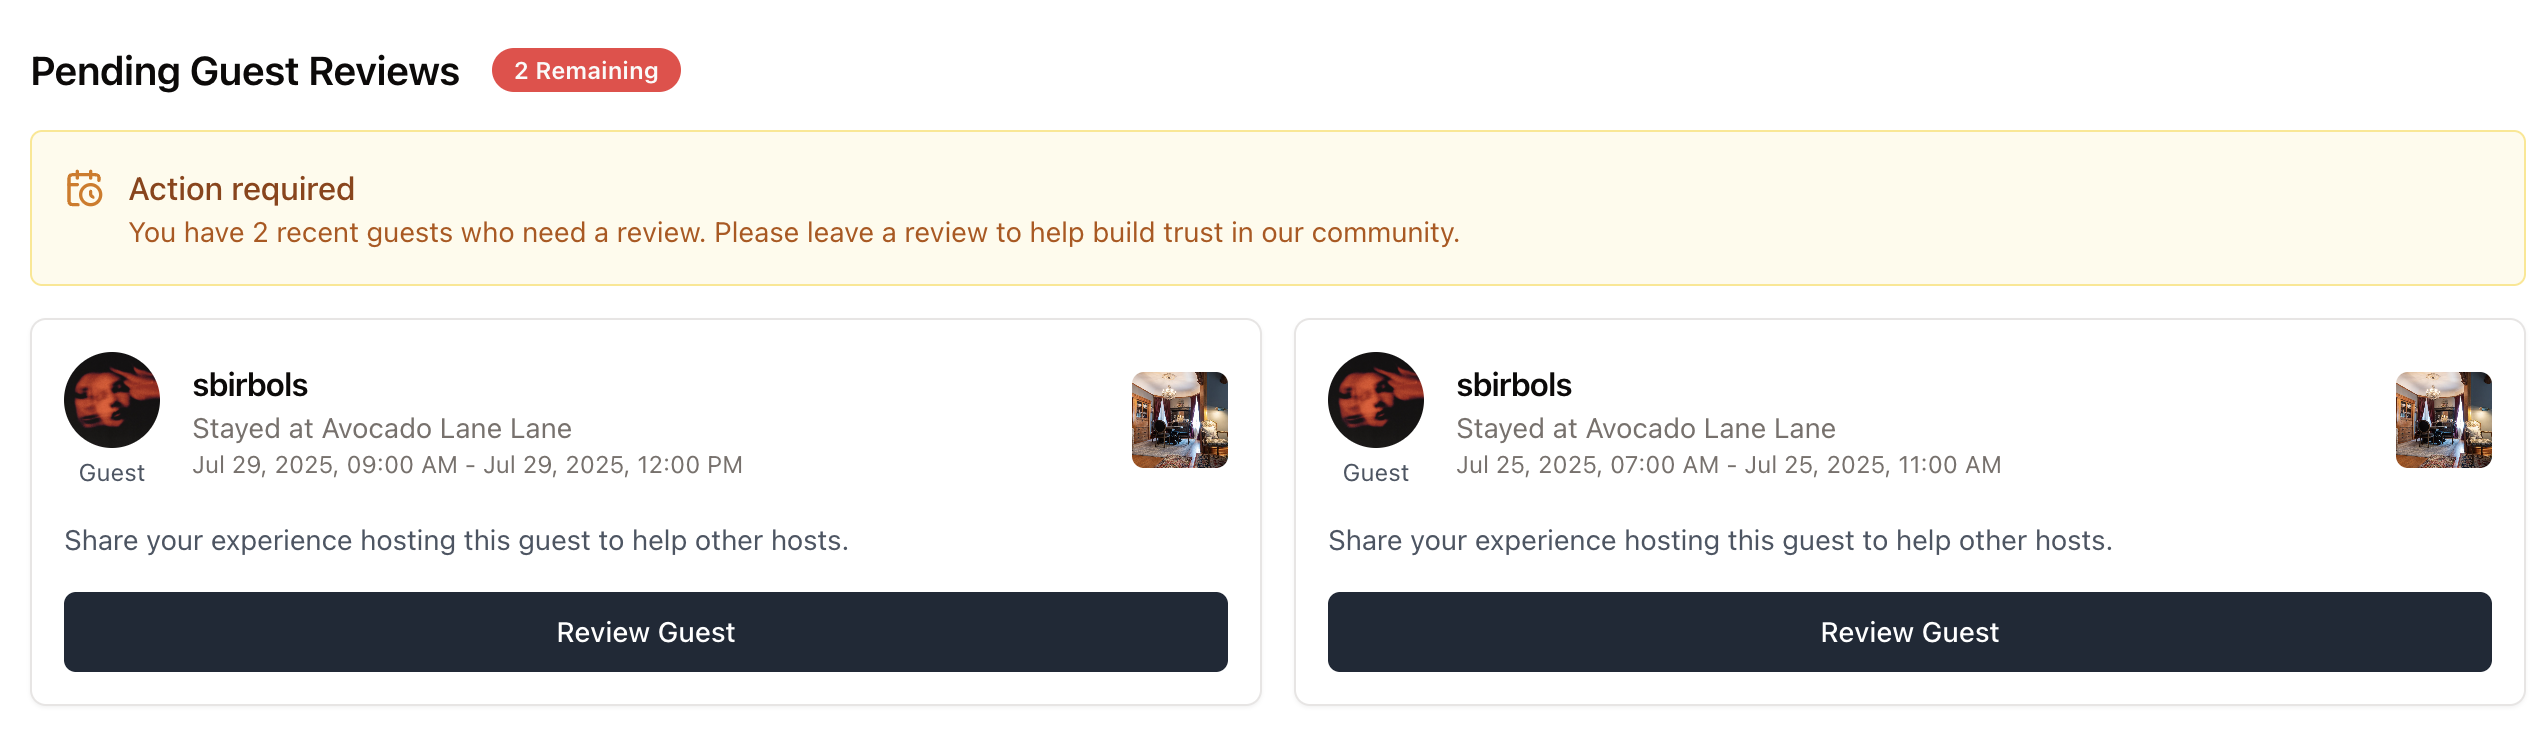 Pending Guest Reviews
2 Remaining
Action required
You have 2 recent guests who need a review. Please leave a review to help build trust in our community.
sbirbols
Stayed at Avocado Lane Lane
Jul 29, 2025, 09:00 AM - Jul 29, 2025, 12:00 PM
Guest
Share your experience hosting this guest to help other hosts.
Review Guest
sbirbols
Stayed at Avocado Lane Lane
Jul 25, 2025, 07:00 AM - Jul 25, 2025, 11:00 AM
Guest
Share your experience hosting this guest to help other hosts.
Review Guest